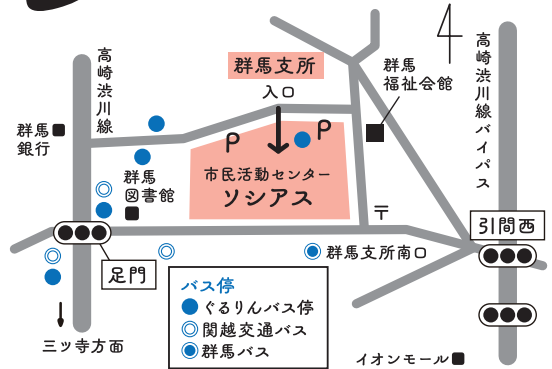 高崎渋川線
群馬支所
入口
群馬
福祉会館
高崎渋川線バイパス
群馬
銀行
P
P
群馬
図書館
市民活動センター
ソシアス
〒
引間西
足門
群馬支所南口
バス停
ぐるりんバス停
関越交通バス
群馬バス
三ッ寺方面
イオンモール